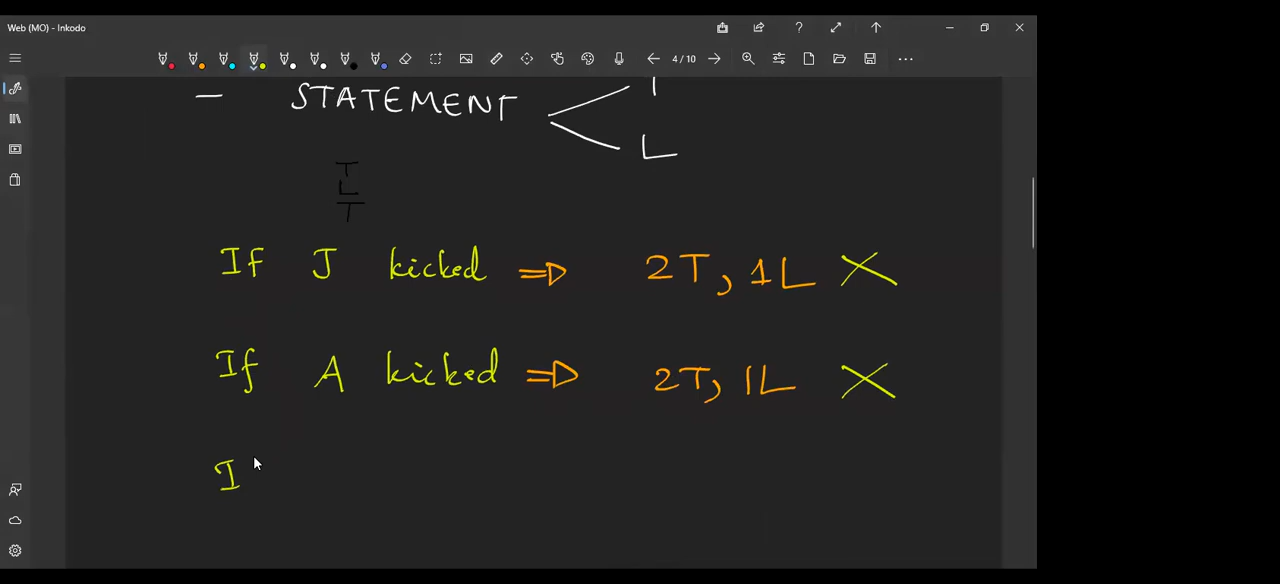 Web (MO) - Inkodo
4 / 10
– STATEMENT
T
L
T
L
T
If J kicked ⇒ 2T, 1L X
If A kicked ⇒ 2T, 1L X
I